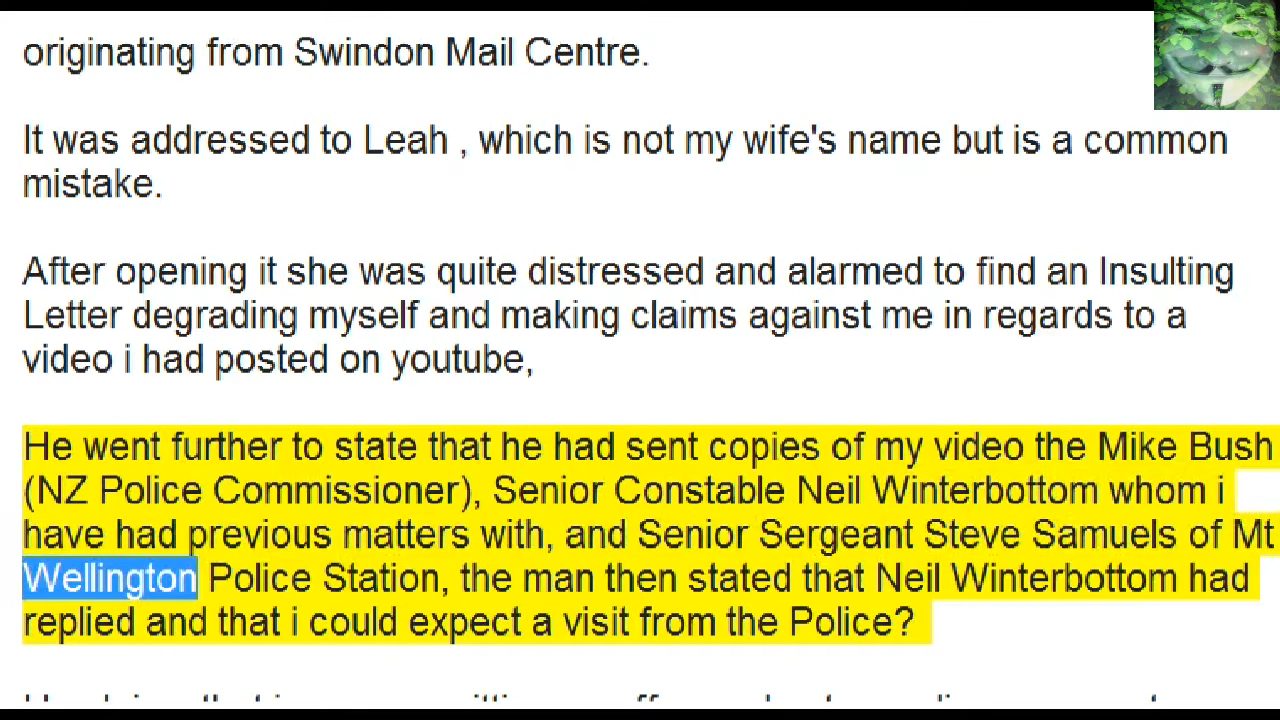 originating from Swindon Mail Centre.
It was addressed to Leah , which is not my wife's name but is a common
mistake.
After opening it she was quite distressed and alarmed to find an Insulting
Letter degrading myself and making claims against me in regards to a
video i had posted on youtube,
He went further to state that he had sent copies of my video the Mike Bush
(NZ Police Commissioner), Senior Constable Neil Winterbottom whom i
have had previous matters with, and Senior Sergeant Steve Samuels of Mt
Wellington Police Station, the man then stated that Neil Winterbottom had
replied and that i could expect a visit from the Police?